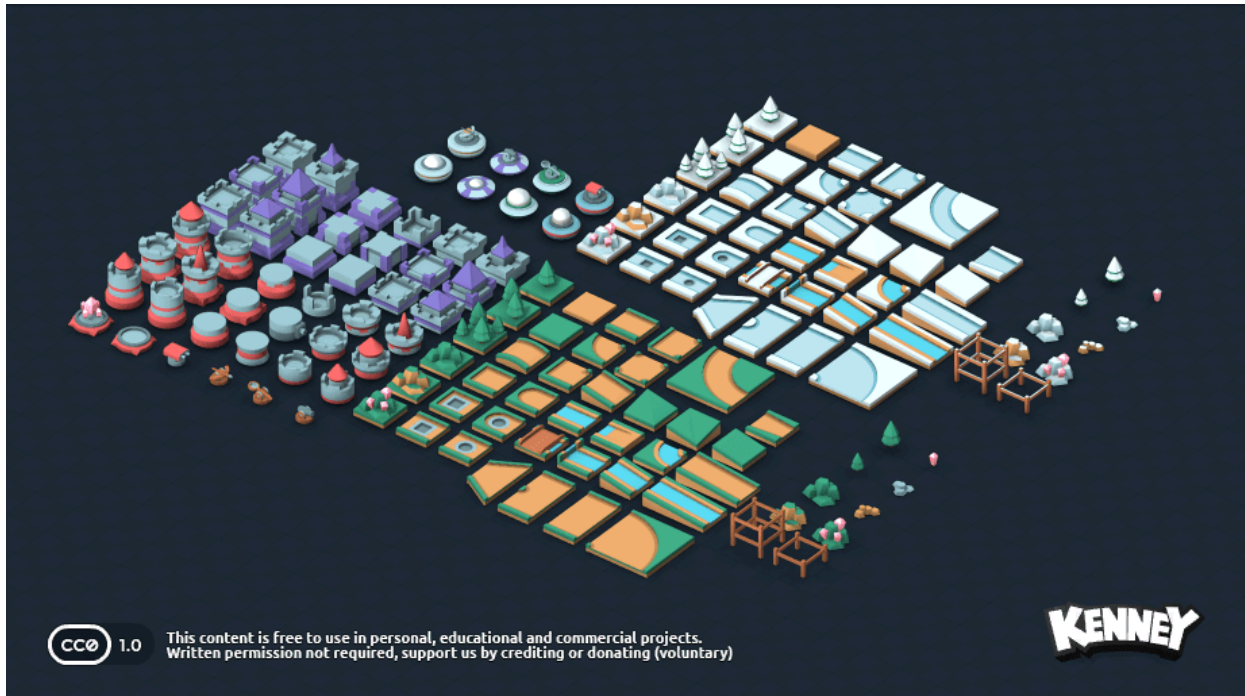 CC0 1.0
This content is free to use in personal, educational and commercial projects.
Written permission not required, support us by crediting or donating (voluntary)
KENNEY